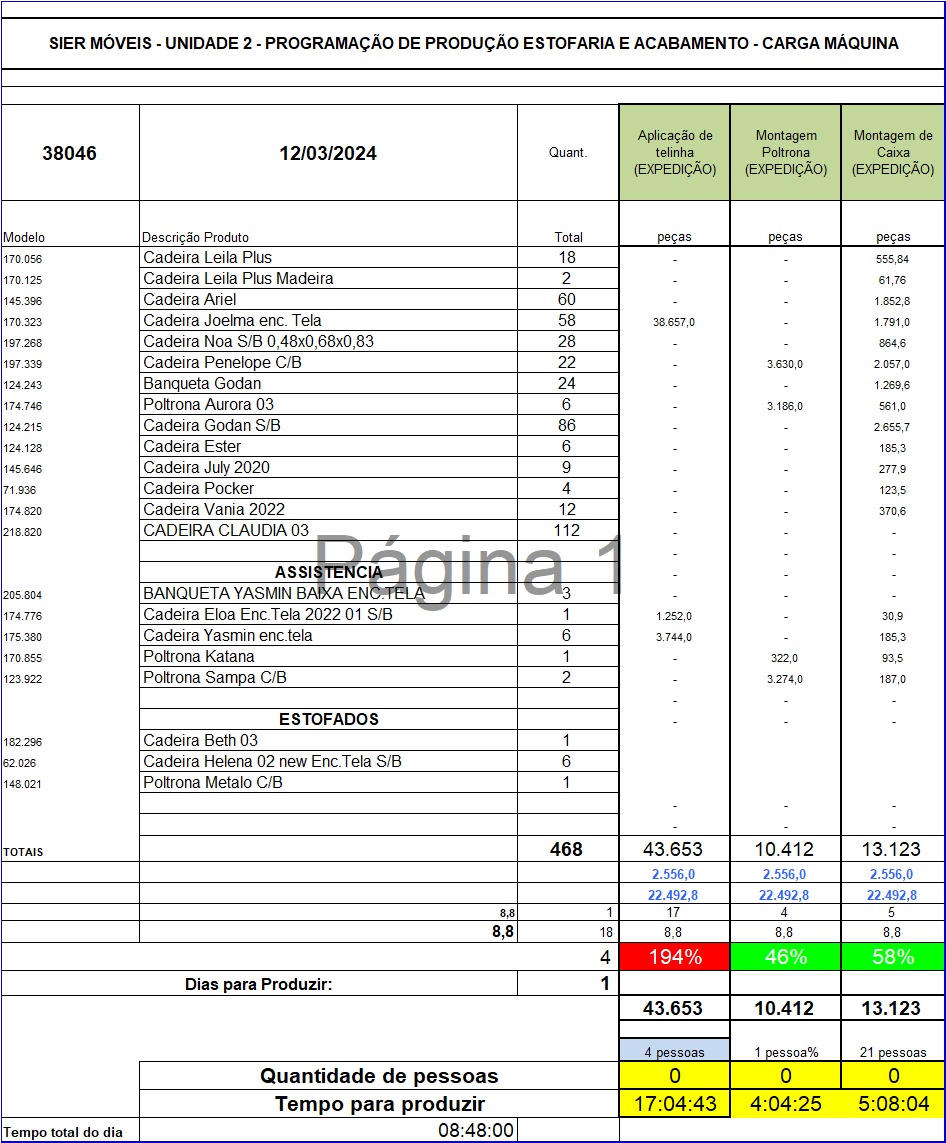 SIER MÓVEIS - UNIDADE 2 - PROGRAMAÇÃO DE PRODUÇÃO ESTOFARIA E ACABAMENTO - CARGA MÁQUINA
38046 12/03/2024 Quant. Aplicação de telinha (EXPEDIÇÃO) Montagem Poltrona (EXPEDIÇÃO) Montagem de Caixa (EXPEDIÇÃO)
Modelo Descrição Produto Total peças peças peças
170.056 Cadeira Leila Plus 18 - - 555,84
170.125 Cadeira Leila Plus Madeira 2 - - 61,76
145.396 Cadeira Ariel 60 - - 1.852,8
170.323 Cadeira Joelma enc. Tela 58 38.657,0 - 1.791,0
197.268 Cadeira Noa S/B 0,48x0,68x0,83 28 - - 864,6
197.339 Cadeira Penelope C/B 22 - 3.630,0 2.057,0
124.243 Banqueta Godan 24 - - 1.269,6
174.746 Poltrona Aurora 03 6 - 3.186,0 561,0
124.215 Cadeira Godan S/B 86 - - 2.655,7
124.128 Cadeira Ester 6 - - 185,3
145.646 Cadeira July 2020 9 - - 277,9
71.936 Cadeira Pocker 4 - - 123,5
174.820 Cadeira Vania 2022 12 - - 370,6
218.820 CADEIRA CLAUDIA 03 112 - - -
- - -
Página 1
ASSISTENCIA - - -
205.804 BANQUETA YASMIN BAIXA ENC.TELA 3 - - -
174.776 Cadeira Eloa Enc.Tela 2022 01 S/B 1 1.252,0 - 30,9
175.380 Cadeira Yasmin enc.tela 6 3.744,0 - 185,3
170.855 Poltrona Katana 1 - 322,0 93,5
123.922 Poltrona Sampa C/B 2 - 3.274,0 187,0
- - -
ESTOFADOS - - -
182.296 Cadeira Beth 03 1
62.026 Cadeira Helena 02 new Enc.Tela S/B 6
148.021 Poltrona Metalo C/B 1
- - -
- - -
TOTAIS 468 43.653 10.412 13.123
2.556,0 2.556,0 2.556,0
22.492,8 22.492,8 22.492,8
8,8 1 17 4 5
8,8 18 8,8 8,8 8,8
4 194% 46% 58%
Dias para Produzir: 1
43.653 10.412 13.123
4 pessoas 1 pessoa% 21 pessoas
Quantidade de pessoas 0 0 0
Tempo para produzir 17:04:43 4:04:25 5:08:04
Tempo total do dia 08:48:00